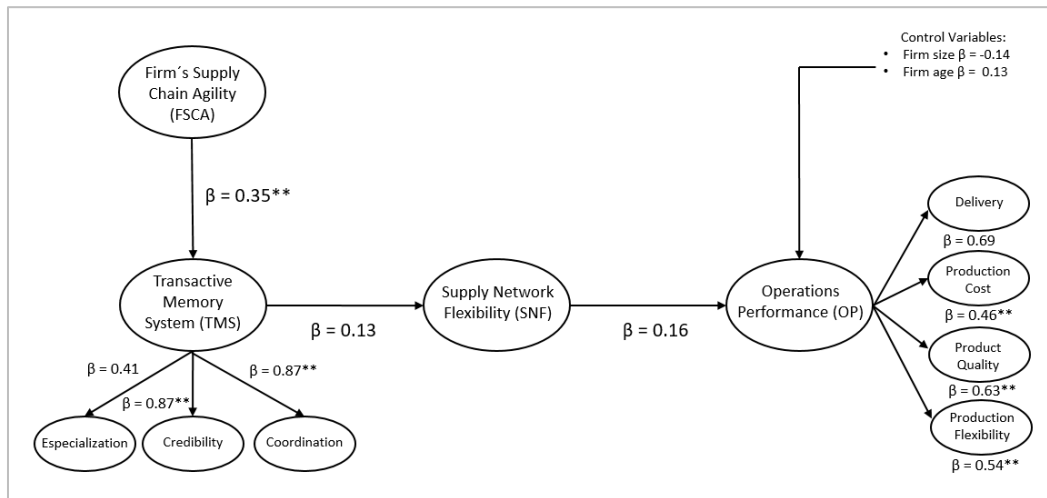 Control Variables:
• Firm size β = -0.14
• Firm age β = 0.13
Firm´s Supply
Chain Agility
(FSCA)
β = 0.35**
Delivery
β = 0.69
Transactive
Memory
System (TMS)
β = 0.13
Supply Network
Flexibility (SNF)
β = 0.16
Operations
Performance (OP)
Production
Cost
β = 0.46**
Product
Quality
β = 0.63**
Production
Flexibility
β = 0.54**
β = 0.41
β = 0.87**
β = 0.87**
Especialization
Credibility
Coordination